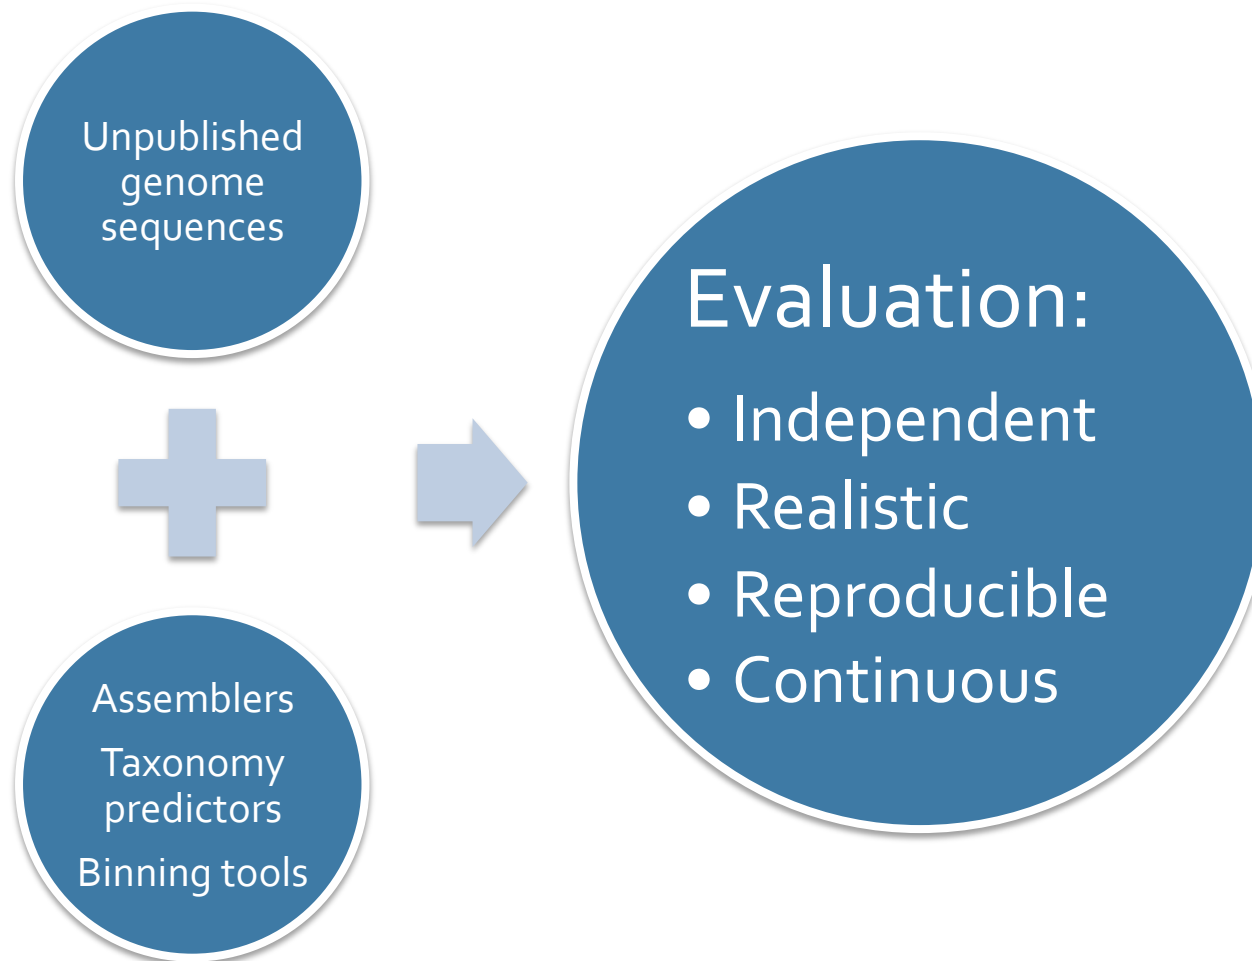 Unpublished
genome
sequences
Assemblers
Taxonomy
predictors
Binning tools
Evaluation:
• Independent
• Realistic
• Reproducible
• Continuous